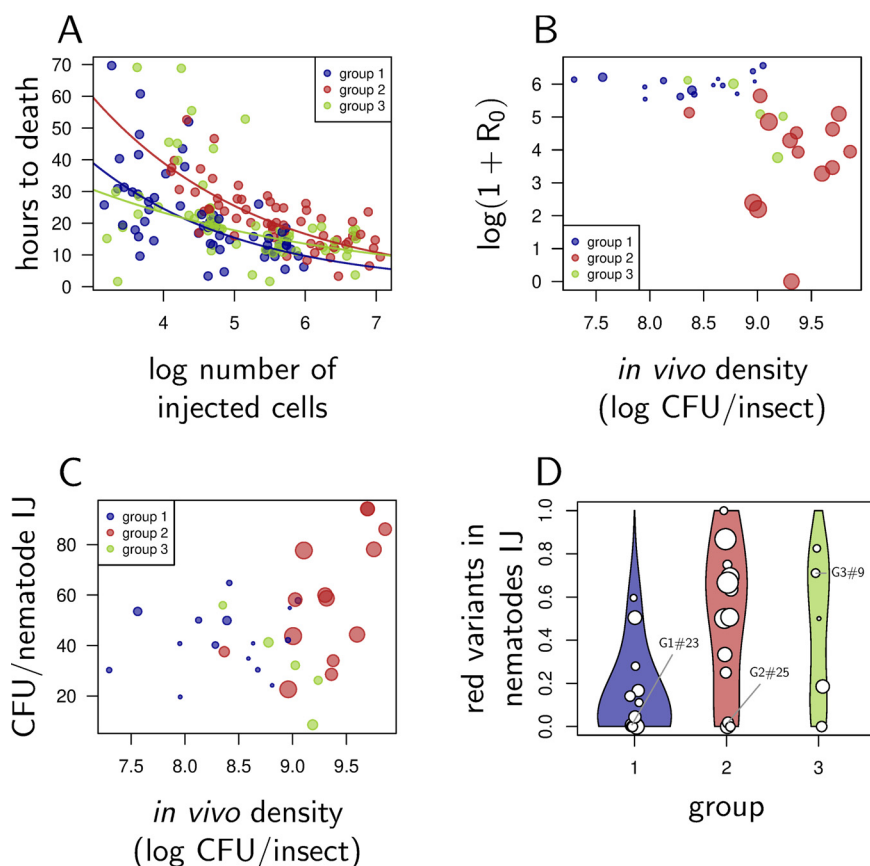 A
hours to death
70
60
50
40
30
20
10
0
group 1
group 2
group 3
4
5
6
7
log number of
injected cells
B
log(1 + R0)
6
5
4
3
2
1
0
group 1
group 2
group 3
7.5
8.0
8.5
9.0
9.5
in vivo density
(log CFU/insect)
C
CFU/nematode IJ
80
60
40
20
group 1
group 2
group 3
7.5
8.0
8.5
9.0
9.5
in vivo density
(log CFU/insect)
D
red variants in
nematodes IJ
1.0
0.8
0.6
0.4
0.2
0.0
G1#23
G2#25
G3#9
1
2
3
group